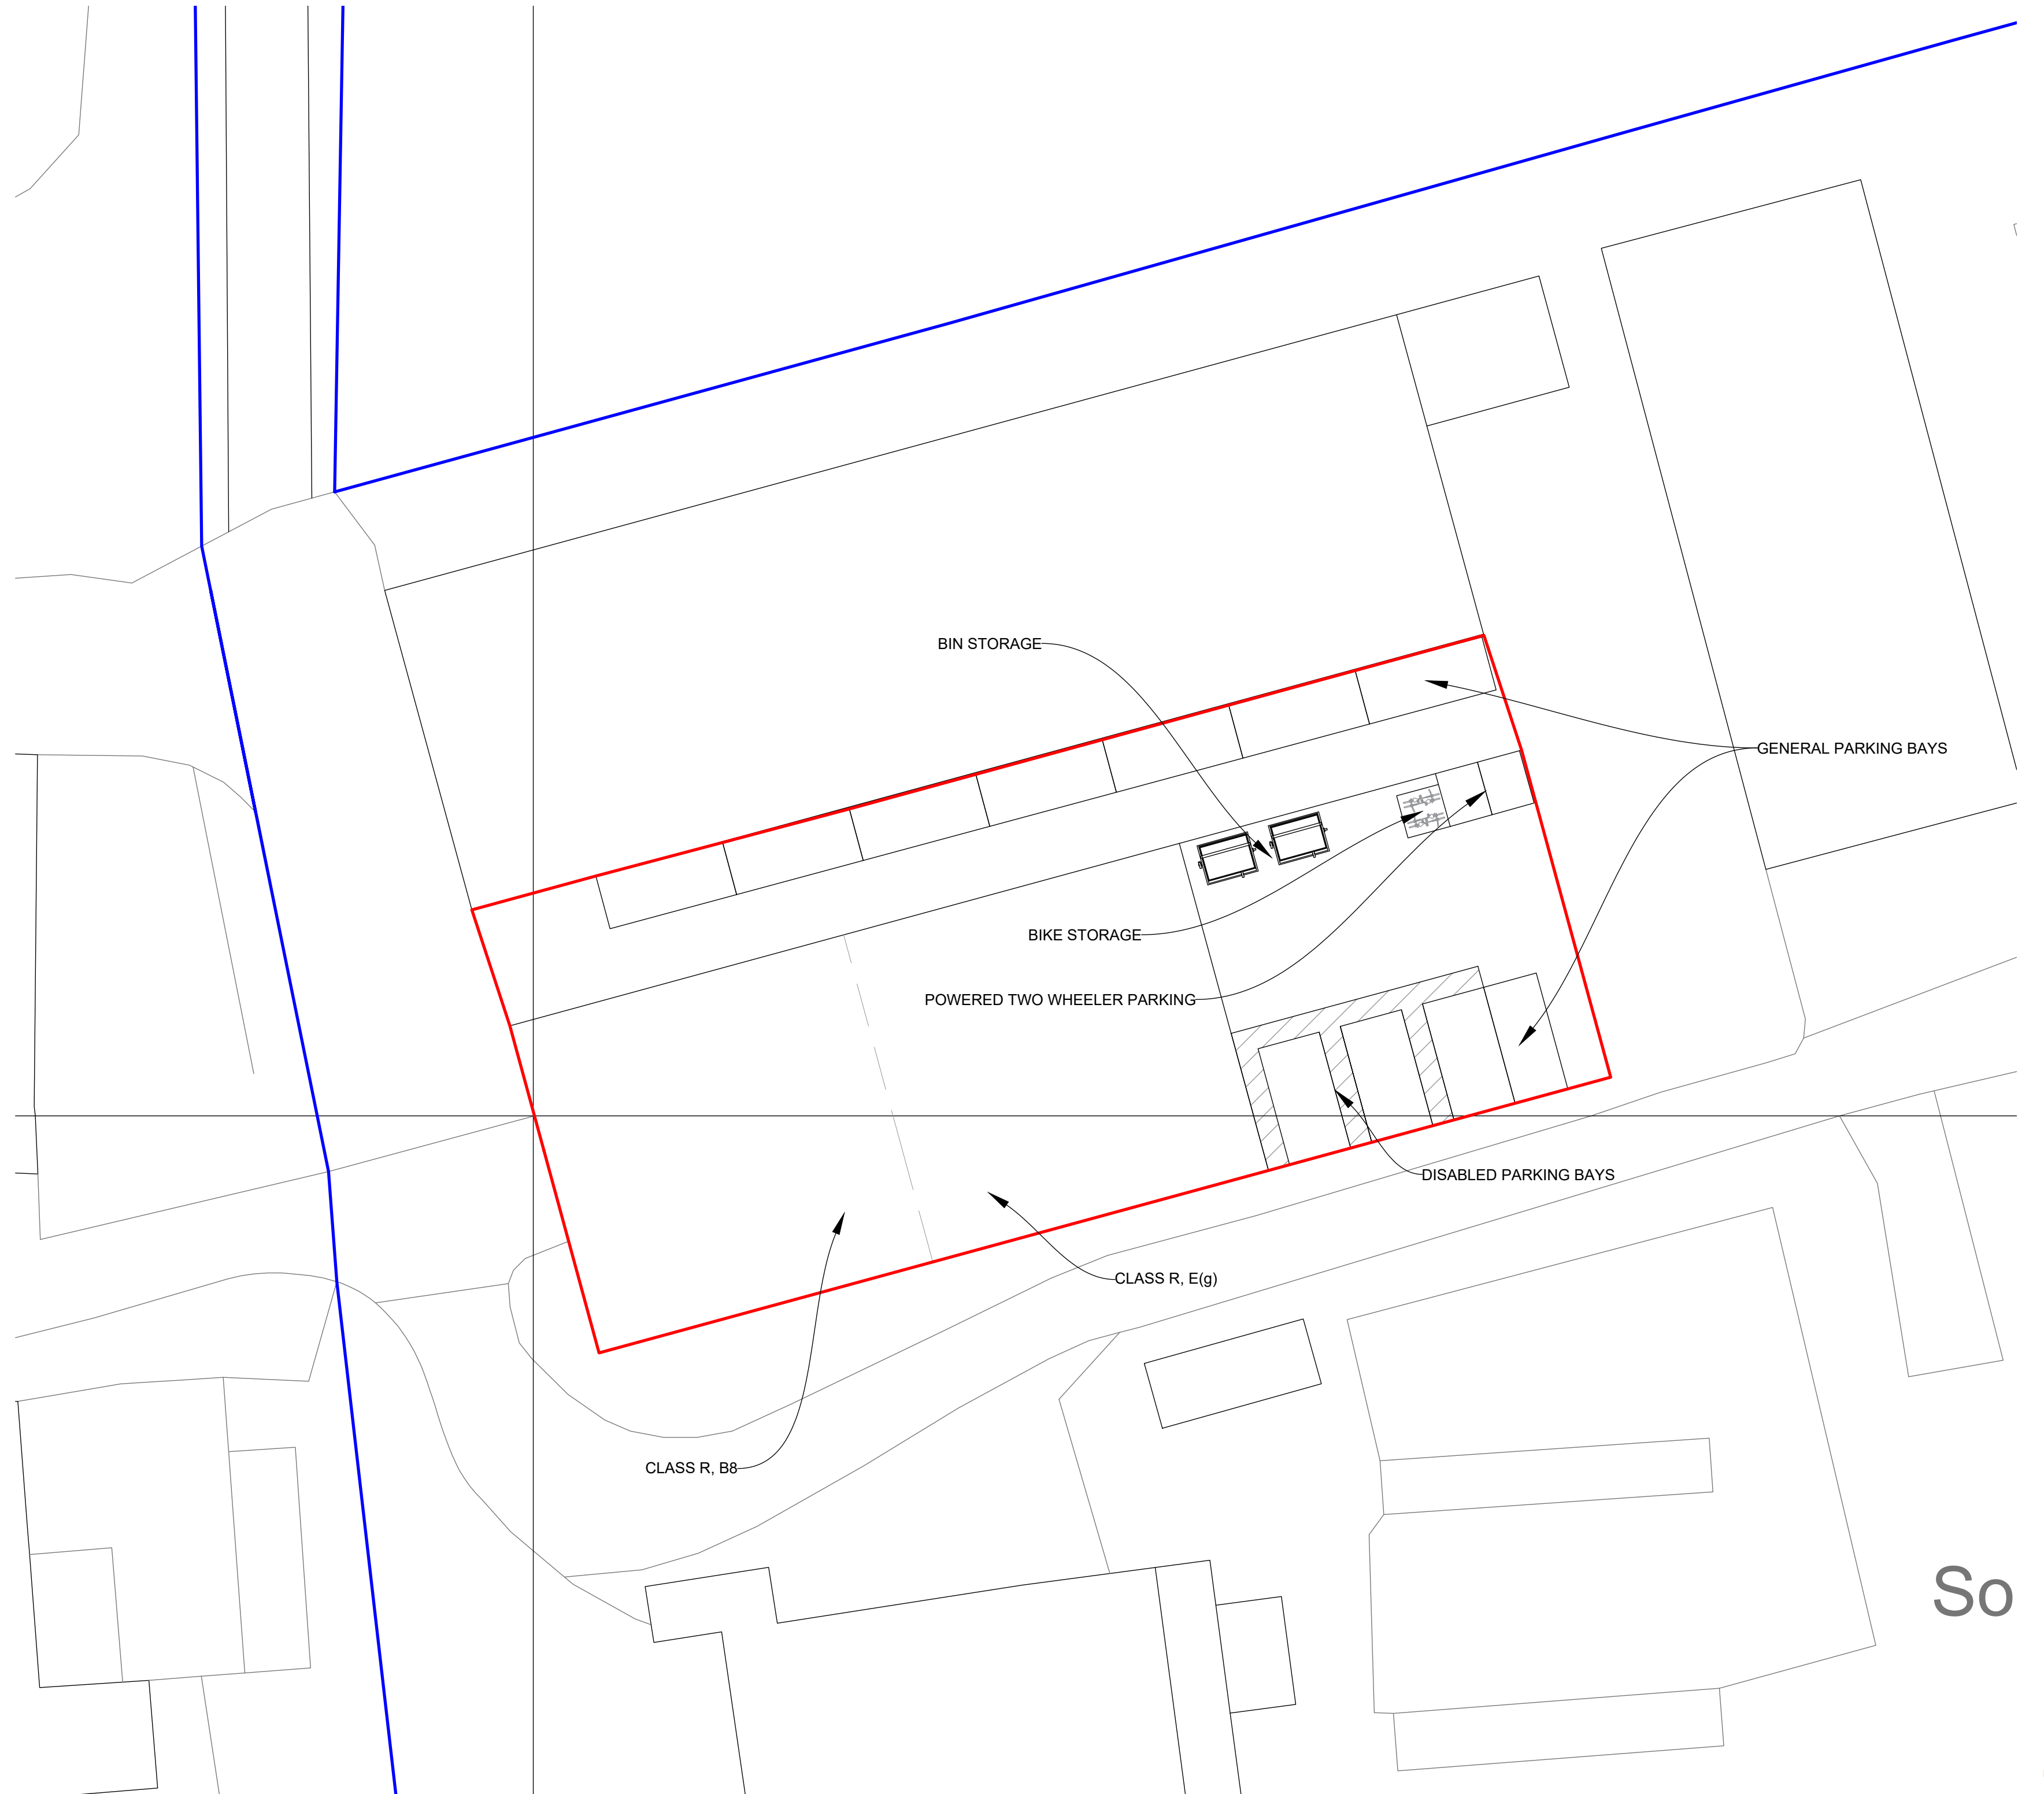 BIN STORAGE
GENERAL PARKING BAYS
BIKE STORAGE
POWERED TWO WHEELER PARKING
DISABLED PARKING BAYS
CLASS R, E(g)
CLASS R, B8
So